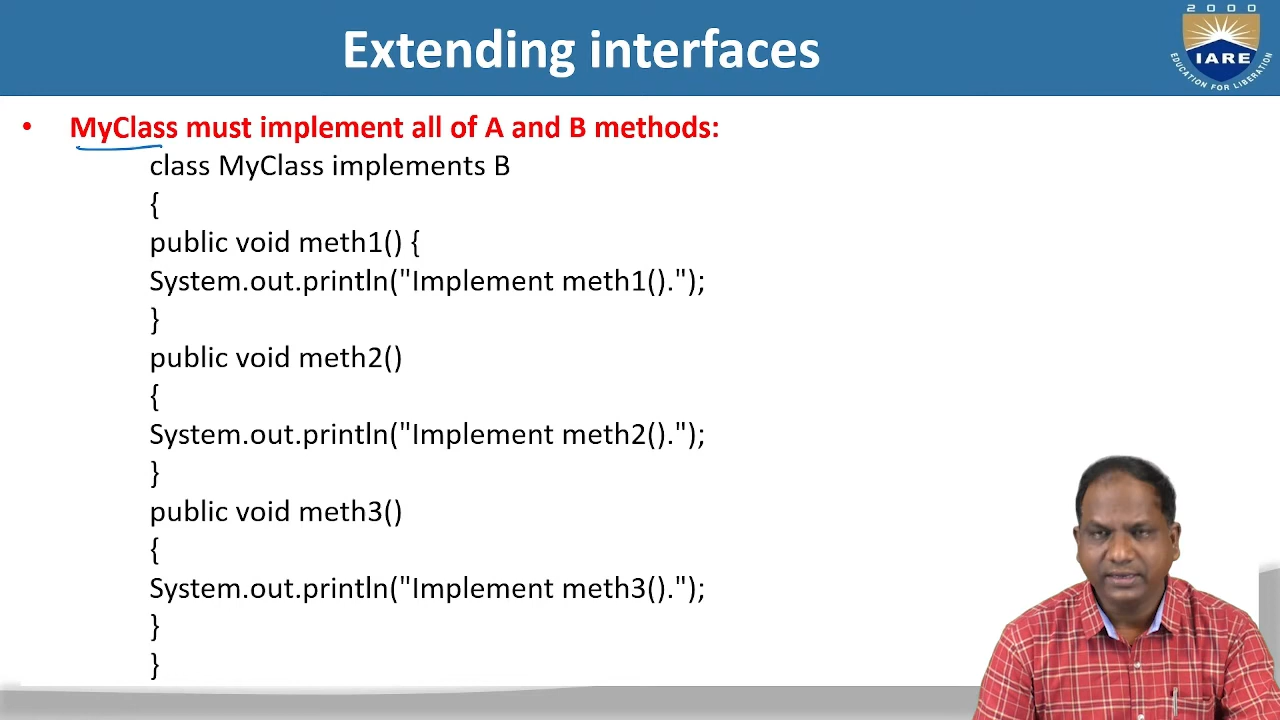 Extending interfaces
2000
IARE
EDUCATION FOR LIBERATION
• MyClass must implement all of A and B methods:
class MyClass implements B
{
public void meth1() {
System.out.println("Implement meth1().");
}
public void meth2()
{
System.out.println("Implement meth2().");
}
public void meth3()
{
System.out.println("Implement meth3().");
}
}